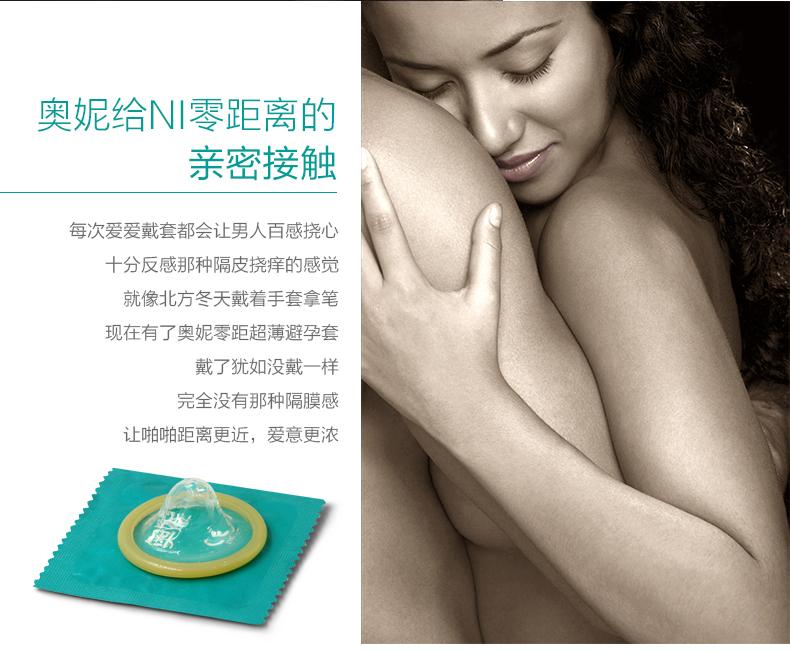 奥妮给NI零距离的
亲密接触
每次爱爱戴套都会让男人百感挠心
十分反感那种隔皮挠痒的感觉
就像北方冬天戴着手套拿笔
现在有了奥妮零距超薄避孕套
戴了犹如没戴一样
完全没有那种隔膜感
让啪啪距离更近，爱意更浓